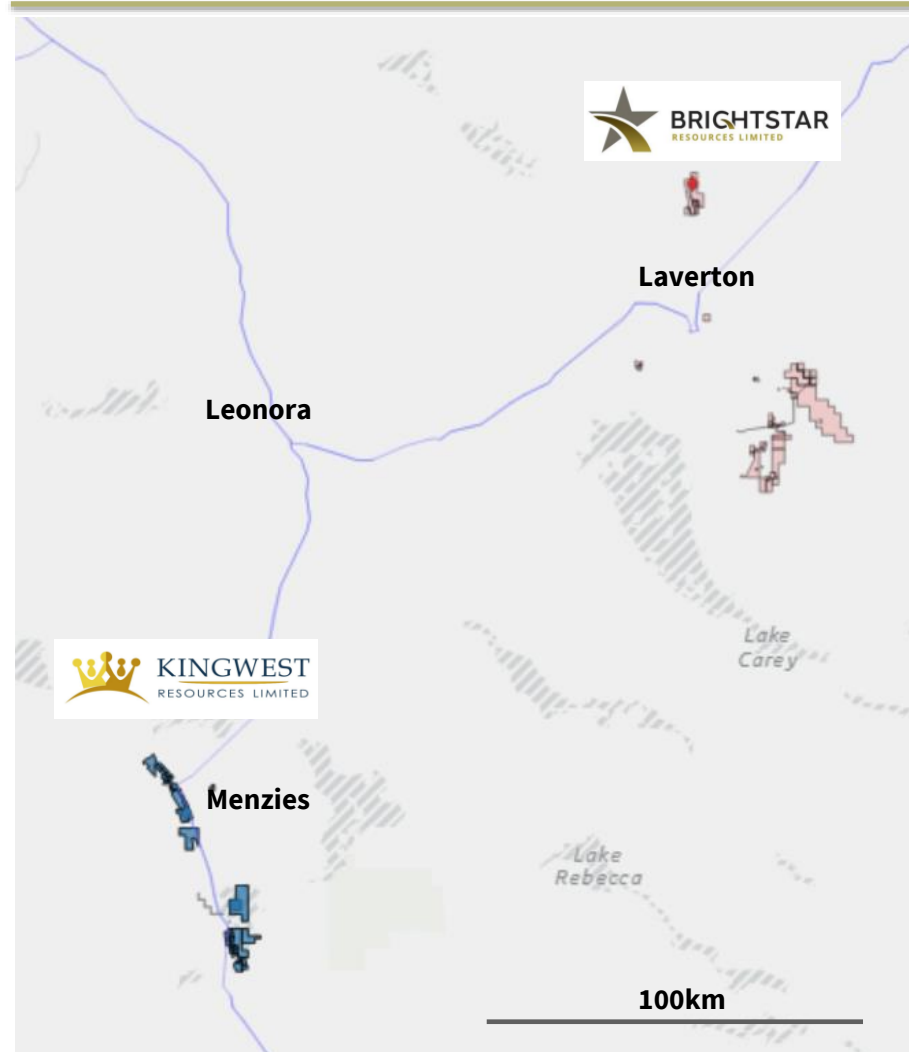 BRIGHTSTAR
RESOURCES LIMITED
Laverton
Leonora
Lake
Carey
KINGWEST
RESOURCES LIMITED
Menzies
Lake
Rebecca
100km